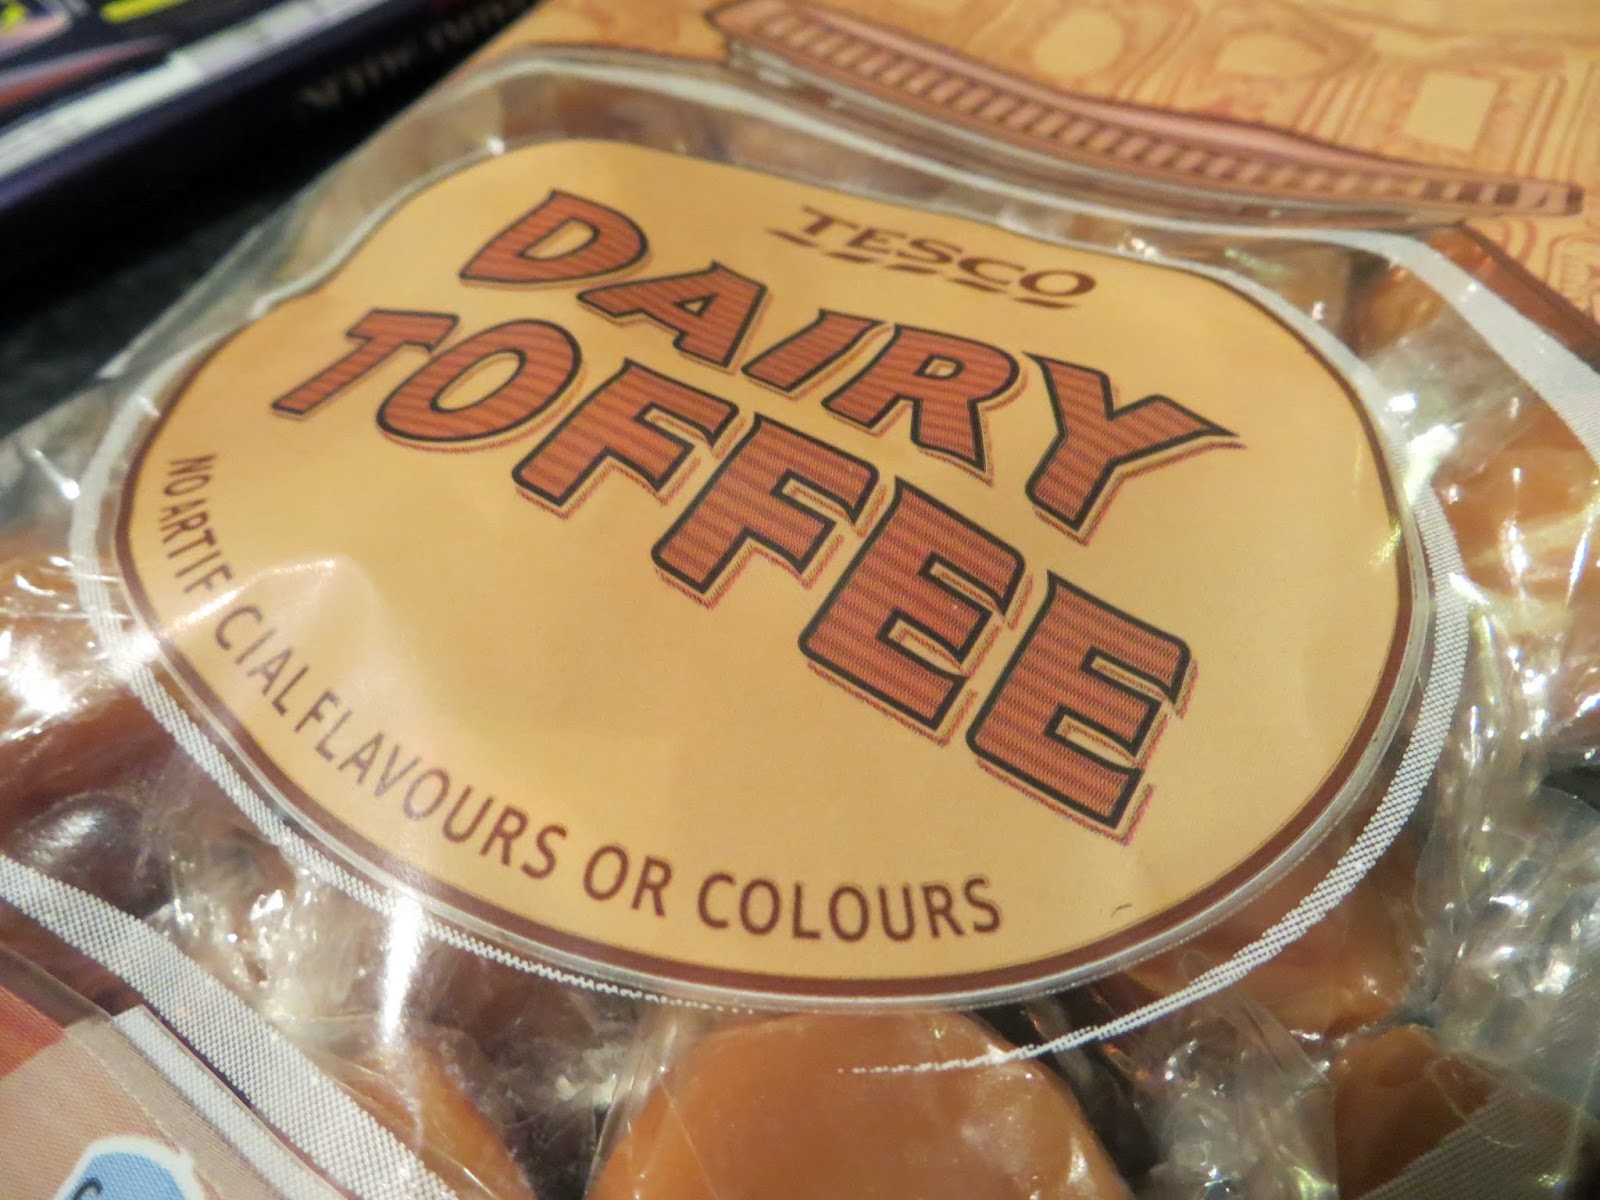 TESCO
DAIRY
TOFFEE
NO ARTIFICIAL FLAVOURS OR COLOURS